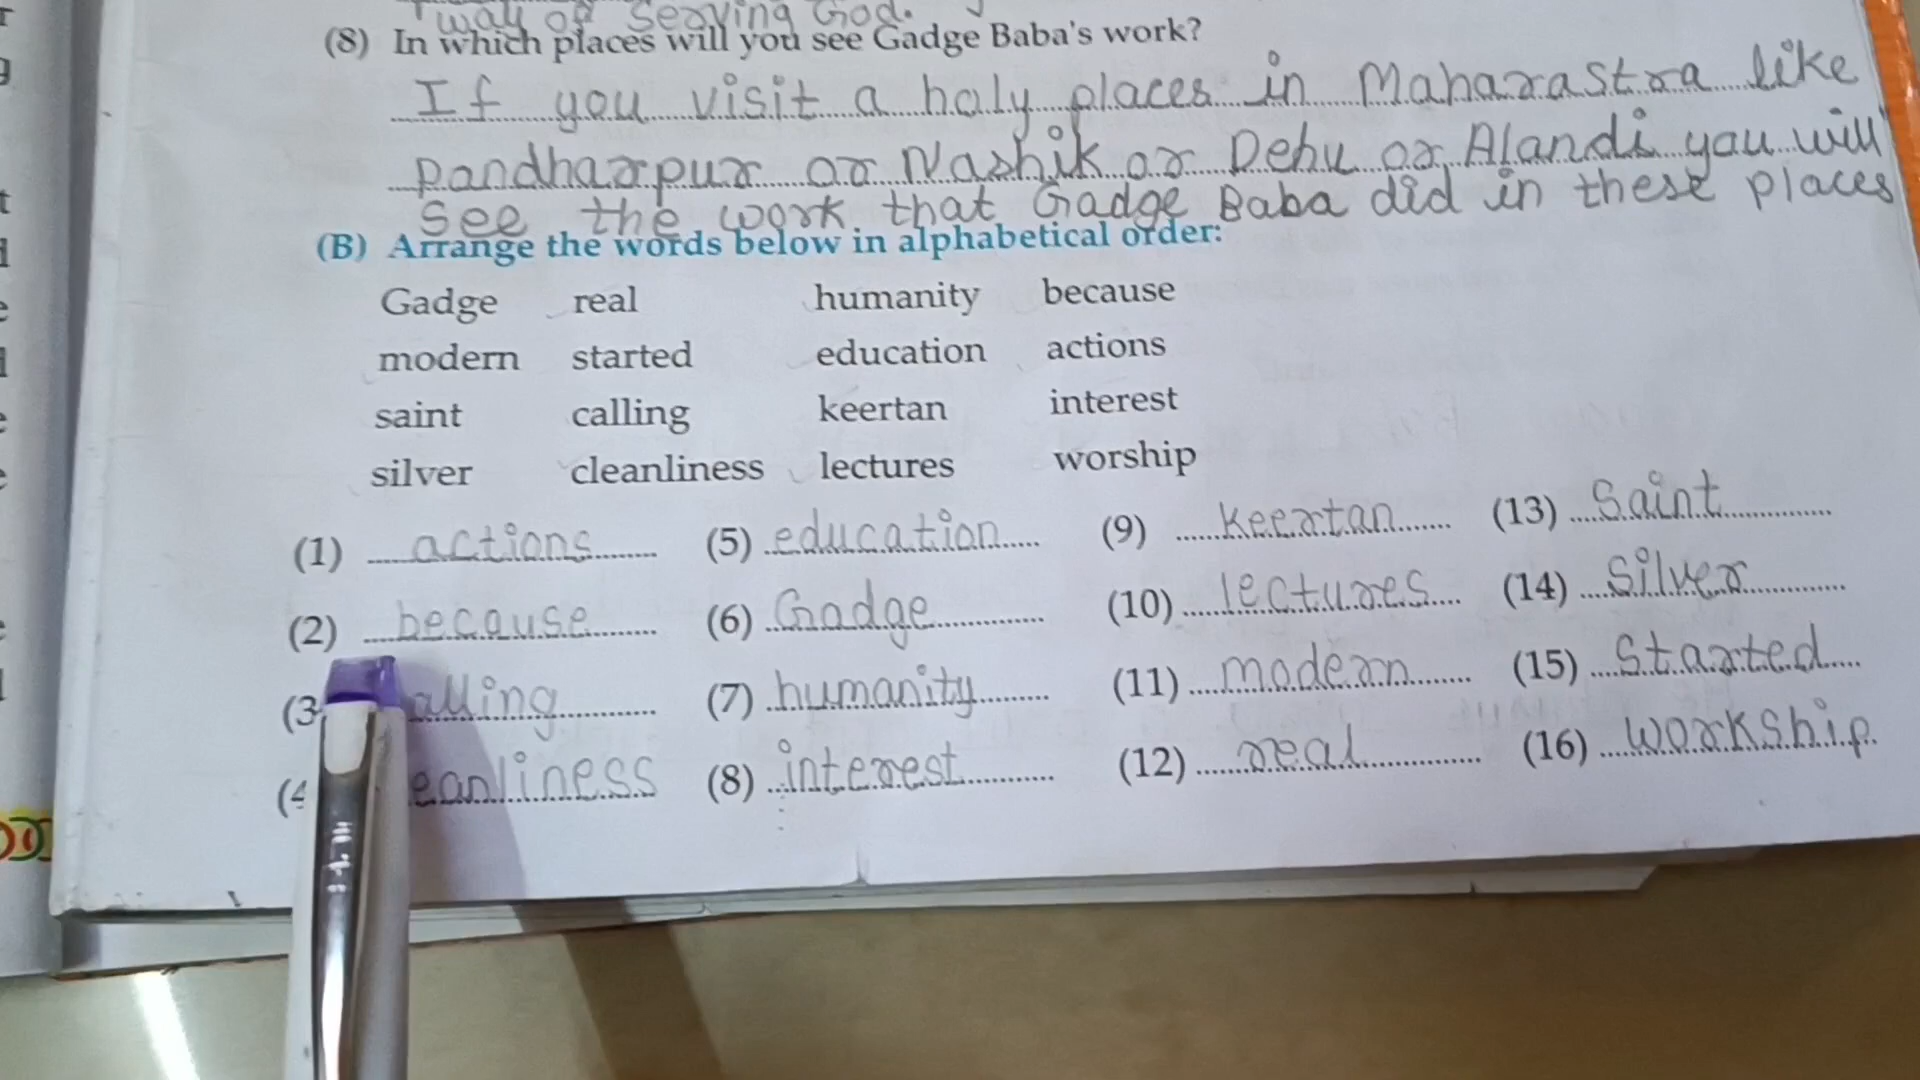 way of serving God.
(8) In which places will you see Gadge Baba's work?
If you visit a holy places in Maharastra like
Pandharpur or Nashik or Dehu or Alandi you will
see the work that Gadge Baba did in these places
(B) Arrange the words below in alphabetical order:
Gadge real humanity because
modern started education actions
saint calling keertan interest
silver cleanliness lectures worship
(1) actions (5) education (9) keertan (13) Saint
(2) because (6) Gadge (10) lectures (14) Silver
(3 alling (7) humanity (11) modern (15) Started
(4 eanliness (8) interest (12) real (16) workship